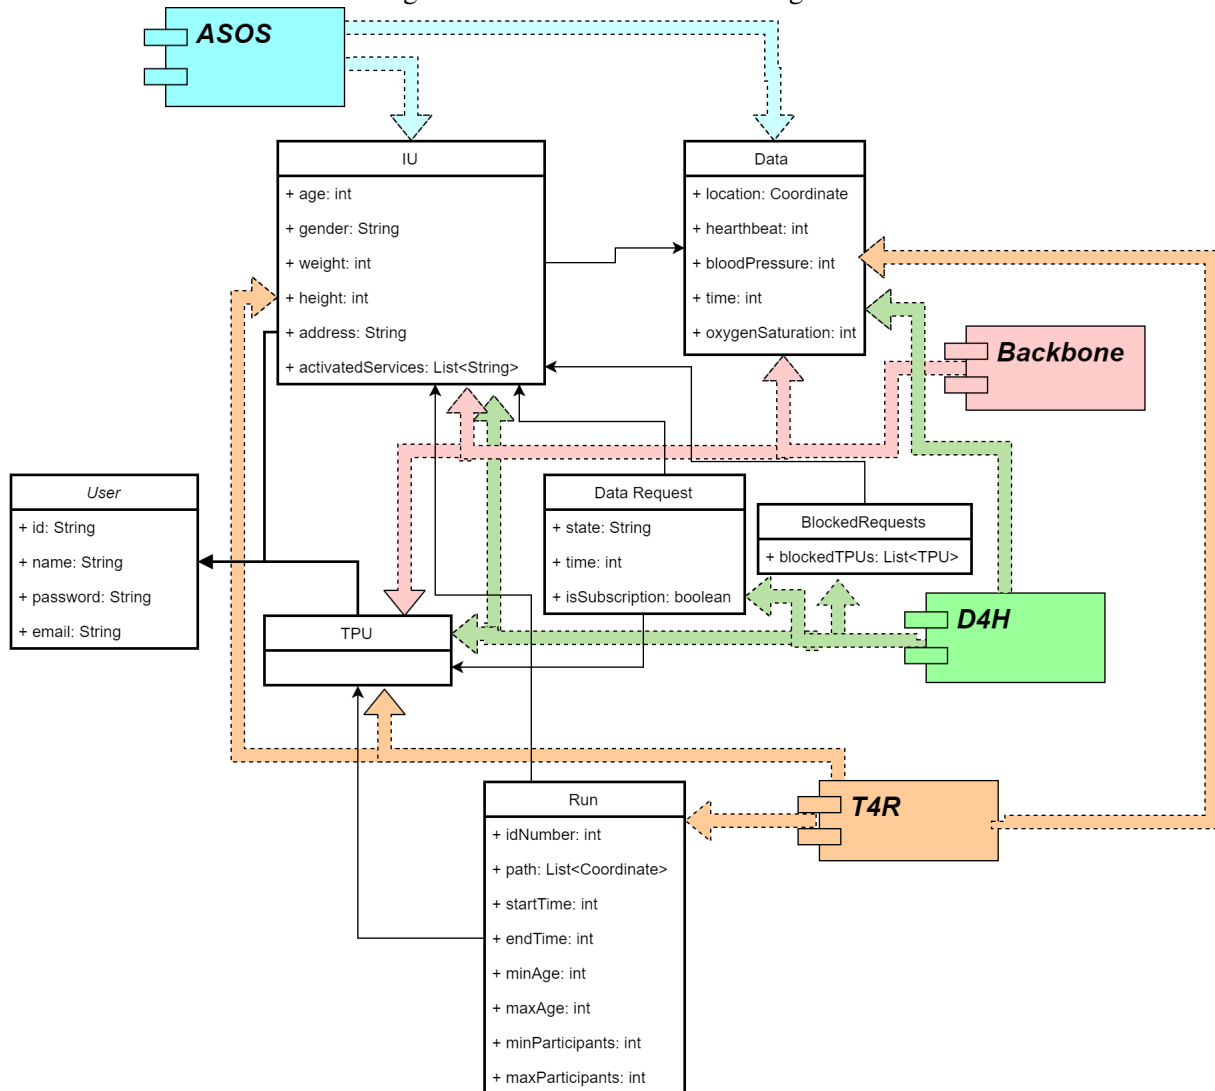 ASOS
IU
+ age: int
+ gender: String
+ weight: int
+ height: int
+ address: String
+ activatedServices: List<String>
Data
+ location: Coordinate
+ hearthbeat: int
+ bloodPressure: int
+ time: int
+ oxygenSaturation: int
Backbone
User
+ id: String
+ name: String
+ password: String
+ email: String
Data Request
+ state: String
+ time: int
+ isSubscription: boolean
BlockedRequests
+ blockedTPUs: List<TPU>
TPU
D4H
T4R
Run
+ idNumber: int
+ path: List<Coordinate>
+ startTime: int
+ endTime: int
+ minAge: int
+ maxAge: int
+ minParticipants: int
+ maxParticipants: int